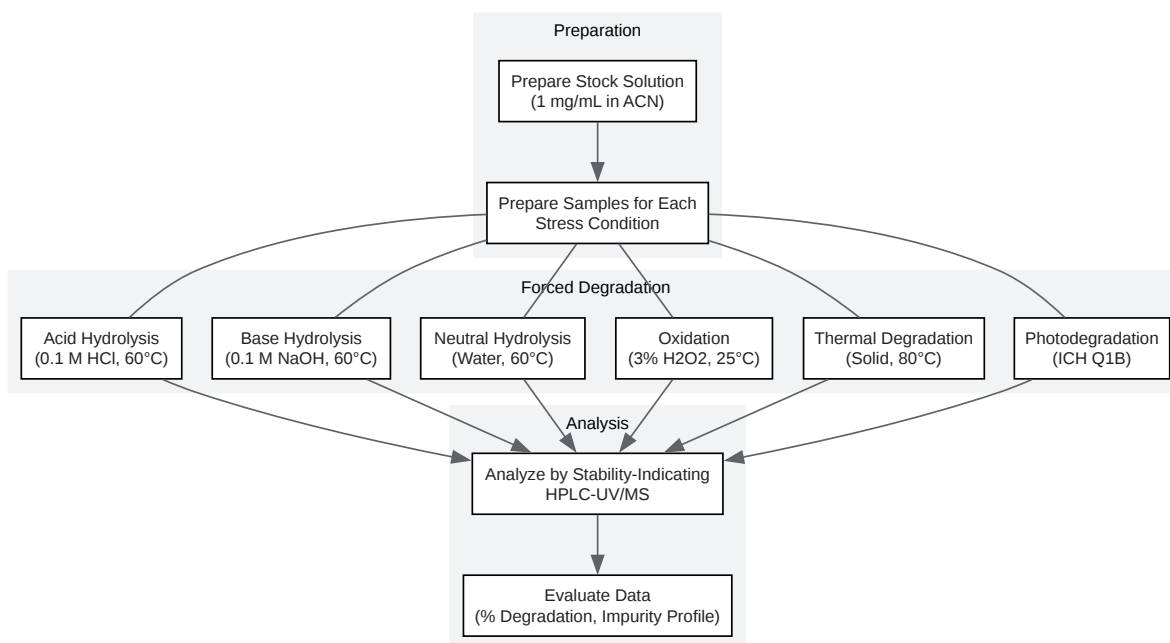 Preparation
Prepare Stock Solution
(1 mg/mL in ACN)
Prepare Samples for Each
Stress Condition
Forced Degradation
Acid Hydrolysis
(0.1 M HCl, 60°C)
Base Hydrolysis
(0.1 M NaOH, 60°C)
Neutral Hydrolysis
(Water, 60°C)
Oxidation
(3% H2O2, 25°C)
Thermal Degradation
(Solid, 80°C)
Photodegradation
(ICH Q1B)
Analysis
Analyze by Stability-Indicating
HPLC-UV/MS
Evaluate Data
(% Degradation, Impurity Profile)